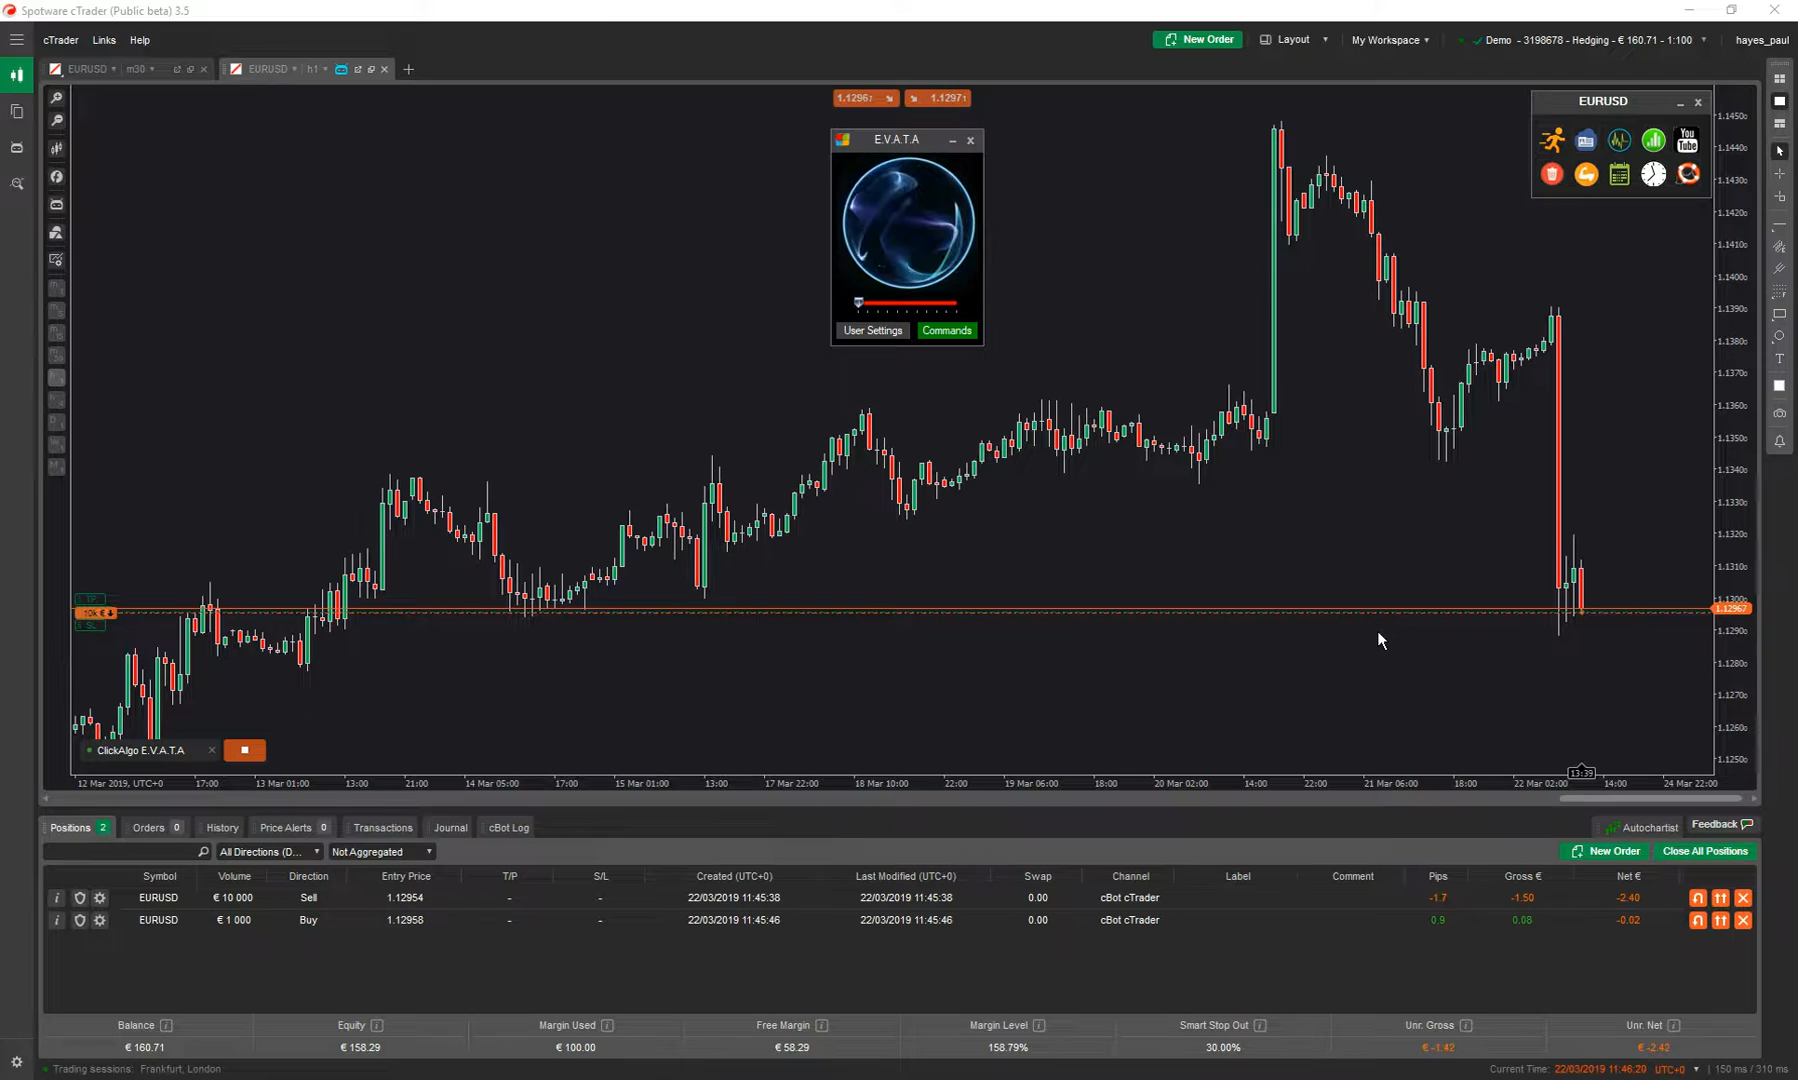 Spotware cTrader (Public beta) 3.5
cTrader Links Help
New Order Layout My Workspace Demo - 3198678 - Hedging - € 160.71 - 1:100 hayes_paul
EURUSD m30 EURUSD h1
1.12967 1.12971
EURUSD
You
Tube
E.V.A.T.A
User Settings Commands
1.14500
1.14400
1.14300
1.14200
1.14100
1.14000
1.13900
1.13800
1.13700
1.13600
1.13500
1.13400
1.13300
1.13200
1.13100
1.13000
1.12967
1.12900
1.12800
1.12700
1.12600
1.12500
TP
10k €
SL
ClickAlgo E.V.A.T.A
13:39
12 Mar 2019, UTC+0 17:00 13 Mar 01:00 13:00 21:00 14 Mar 05:00 17:00 15 Mar 01:00 13:00 17 Mar 22:00 18 Mar 10:00 22:00 19 Mar 06:00 18:00 20 Mar 02:00 14:00 22:00 21 Mar 06:00 18:00 22 Mar 02:00 14:00 24 Mar 22:00
Positions 2 Orders 0 History Price Alerts 0 Transactions Journal cBot Log Autochartist Feedback
All Directions (D... Not Aggregated New Order Close All Positions
Symbol Volume Direction Entry Price T/P S/L Created (UTC+0) Last Modified (UTC+0) Swap Channel Label Comment Pips Gross € Net €
EURUSD € 10 000 Sell 1.12954 - - 22/03/2019 11:45:38 22/03/2019 11:45:38 0.00 cBot cTrader -1.7 -1.50 -2.40
EURUSD € 1 000 Buy 1.12958 - - 22/03/2019 11:45:46 22/03/2019 11:45:46 0.00 cBot cTrader 0.9 0.08 -0.02
Balance Equity Margin Used Free Margin Margin Level Smart Stop Out Unr. Gross Unr. Net
€ 160.71 € 158.29 € 100.00 € 58.29 158.79% 30.00% € -1.42 € -2.42
Trading sessions: Frankfurt, London Current Time: 22/03/2019 11:46:20 UTC+0 150 ms / 310 ms